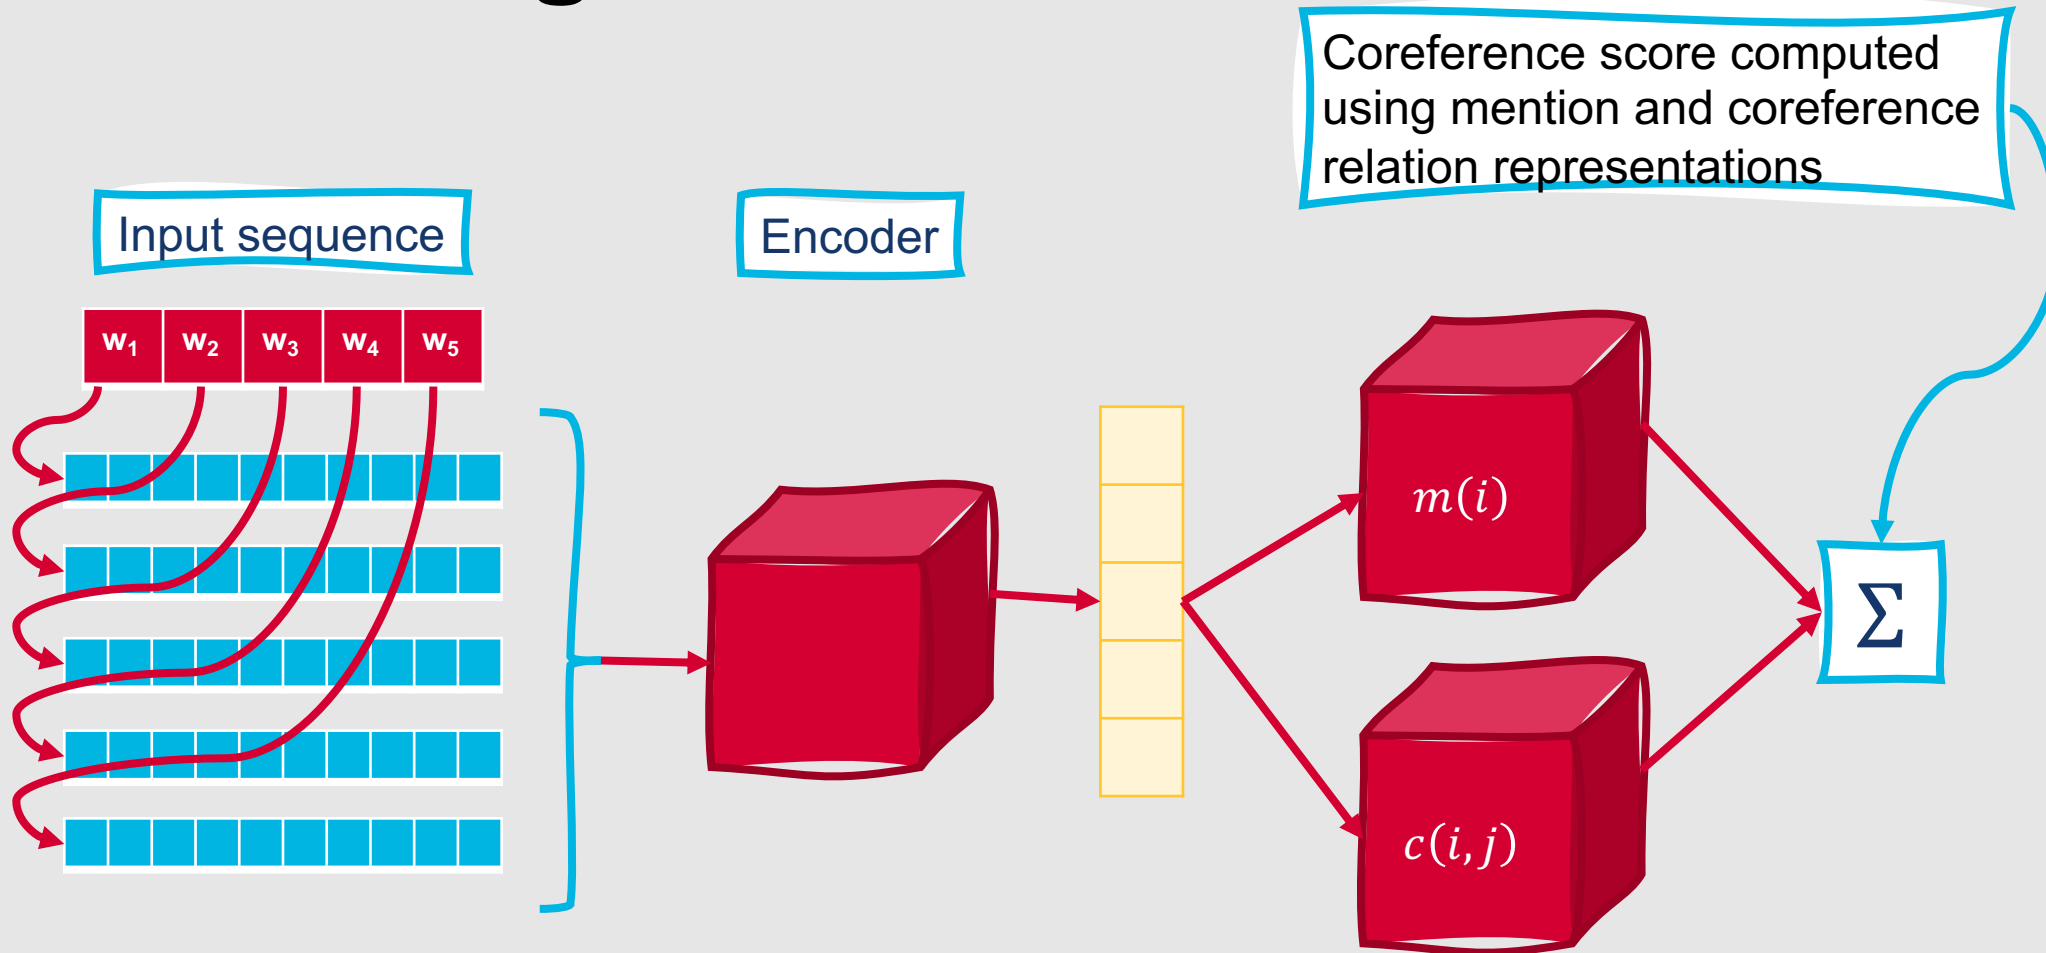 Coreference score computed
using mention and coreference
relation representations
Input sequence
Encoder
w₁ w₂ w₃ w₄ w₅
m(i)
Σ
c(i,j)